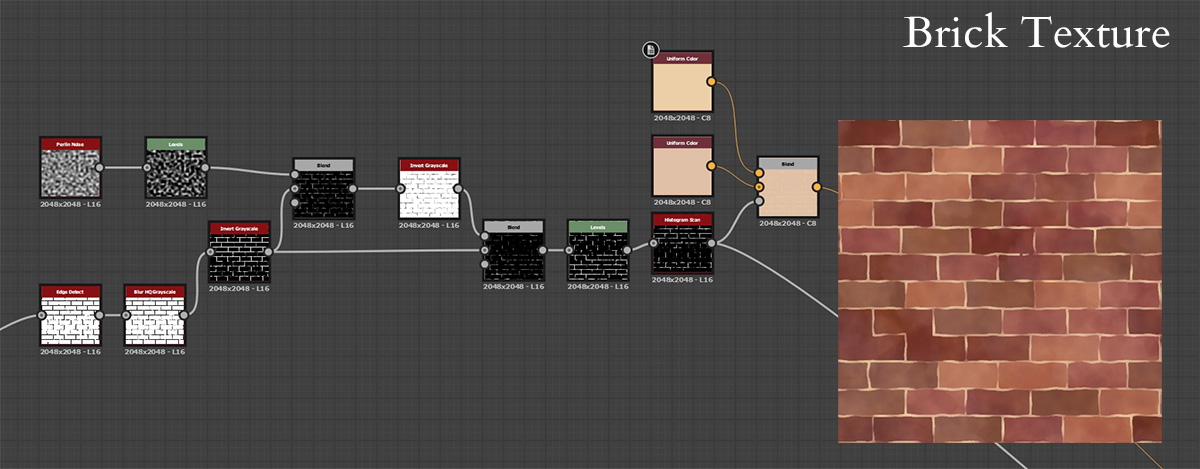 Brick Texture
Uniform Color
2048x2048 - C8
Perlin Noise
2048x2048 - L16
Levels
2048x2048 - L16
Blend
2048x2048 - L16
Invert Grayscale
2048x2048 - L16
Uniform Color
2048x2048 - C8
Blend
2048x2048 - C8
Invert Grayscale
2048x2048 - L16
Blend
2048x2048 - L16
Levels
2048x2048 - L16
Histogram Scan
2048x2048 - L16
Edge Detect
2048x2048 - L16
Blur HQ Grayscale
2048x2048 - L16